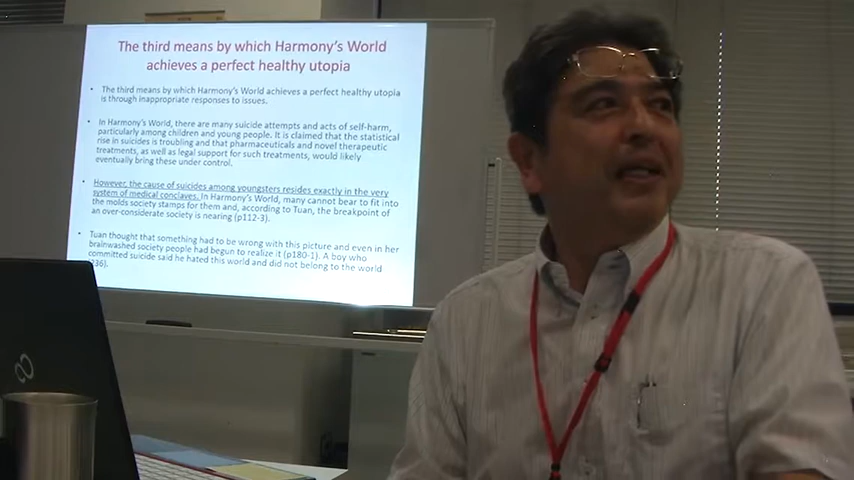 The third means by which Harmony's World
achieves a perfect healthy utopia
• The third means by which Harmony's World achieves a perfect healthy utopia
is through inappropriate responses to issues.
• In Harmony's World, there are many suicide attempts and acts of self-harm,
particularly among children and young people. It is claimed that the statistical
rise in suicides is troubling and that pharmaceuticals and novel therapeutic
treatments, as well as legal support for such treatments, would likely
eventually bring these under control.
• However, the cause of suicides among youngsters resides exactly in the very
system of medical conclaves. In Harmony's World, many cannot bear to fit into
the molds society stamps for them and, according to Tuan, the breakpoint of
an over-considerate society is nearing (p112-3).
• Tuan thought that something had to be wrong with this picture and even in her
brainwashed society people had begun to realize it (p180-1). A boy who
committed suicide said he hated this world and did not belong to the world
236).